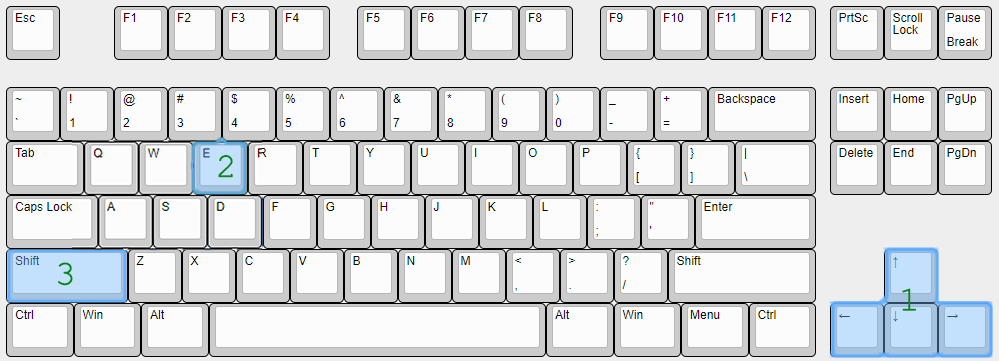 Esc F1 F2 F3 F4 F5 F6 F7 F8 F9 F10 F11 F12 PrtSc Scroll Lock Pause Break
~ ` ! 1 @ 2 # 3 $ 4 % 5 ^ 6 & 7 * 8 ( 9 ) 0 _ - + = Backspace Insert Home PgUp
Tab Q W E 2 R T Y U I O P { [ } ] | \ Delete End PgDn
Caps Lock A S D F G H J K L : ; " ' Enter
Shift 3 Z X C V B N M < , > . ? / Shift ↑
Ctrl Win Alt Alt Win Menu Ctrl ← ↓ → 1